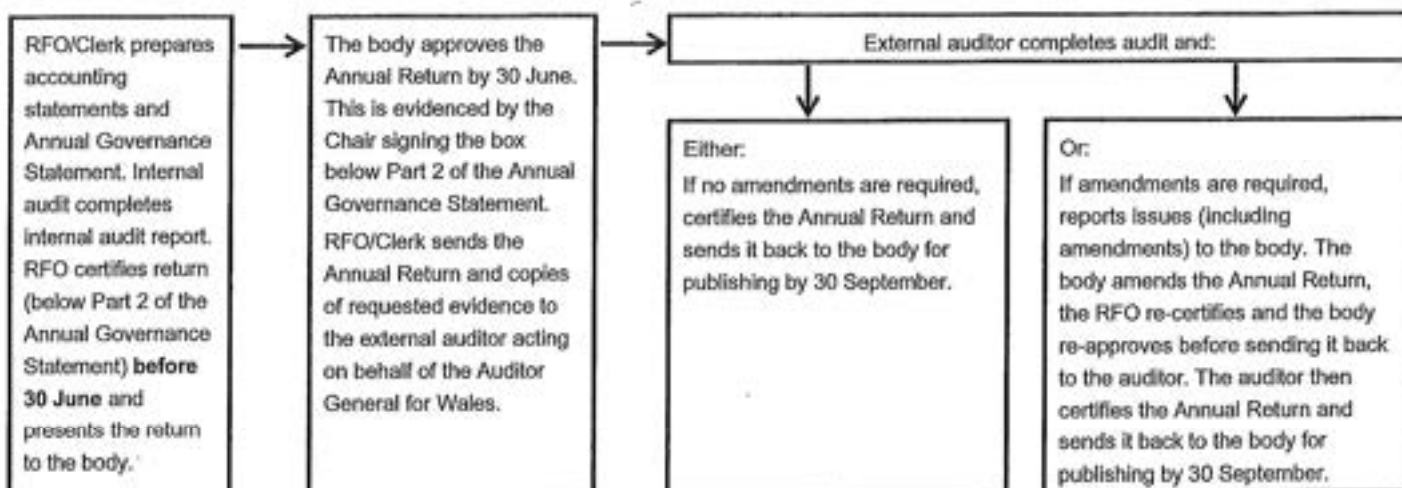 RFO/Clerk prepares
accounting
statements and
Annual Governance
Statement. Internal
audit completes
internal audit report.
RFO certifies return
(below Part 2 of the
Annual Governance
Statement) before
30 June and
presents the return
to the body.
The body approves the
Annual Return by 30 June.
This is evidenced by the
Chair signing the box
below Part 2 of the Annual
Governance Statement.
RFO/Clerk sends the
Annual Return and copies
of requested evidence to
the external auditor acting
on behalf of the Auditor
General for Wales.
External auditor completes audit and:
Either:
If no amendments are required,
certifies the Annual Return and
sends it back to the body for
publishing by 30 September.
Or:
If amendments are required,
reports issues (including
amendments) to the body. The
body amends the Annual Return,
the RFO re-certifies and the body
re-approves before sending it back
to the auditor. The auditor then
certifies the Annual Return and
sends it back to the body for
publishing by 30 September.